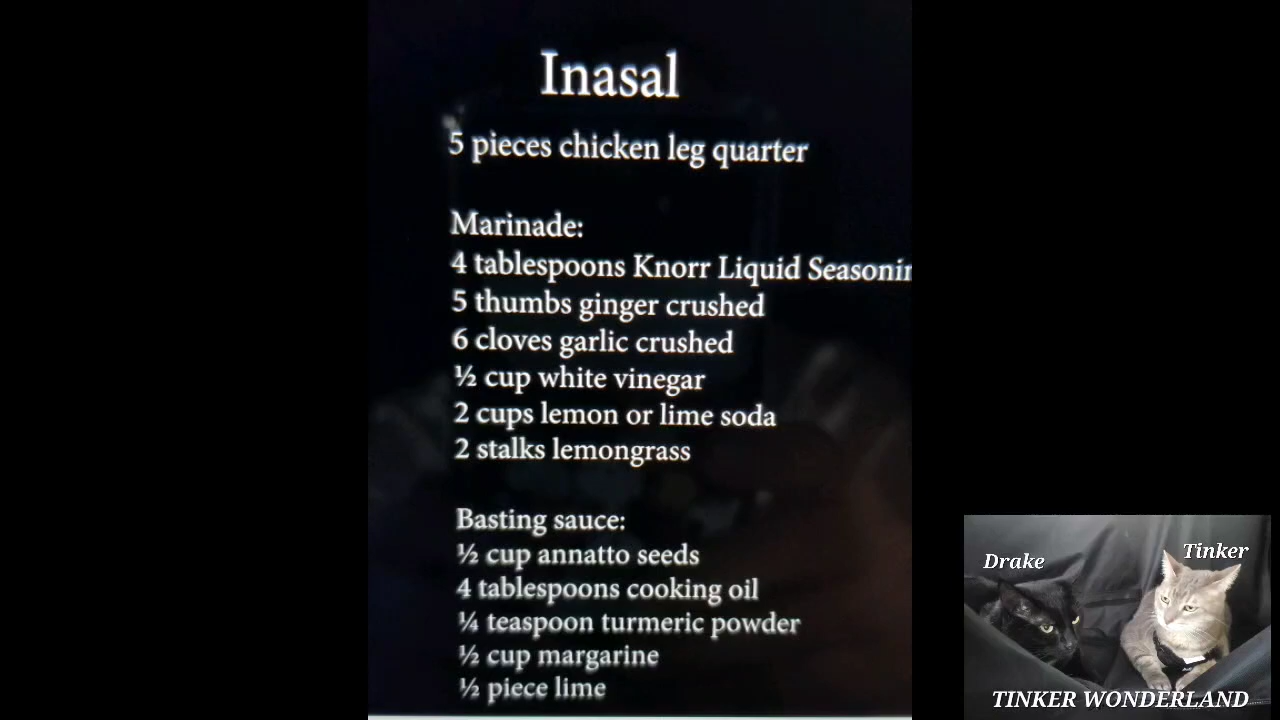 Inasal
5 pieces chicken leg quarter
Marinade:
4 tablespoons Knorr Liquid
5 thumbs ginger crushed
6 cloves garlic crushed
½ cup white vinegar
2 cups lemon or lime soda
2 stalks lemongrass
Basting sauce:
½ cup annatto seeds
4 tablespoons cooking oil
¼ teaspoon turmeric powder
½ cup margarine
½ piece lime
Drake
Tinker
TINKER WONDERLAND